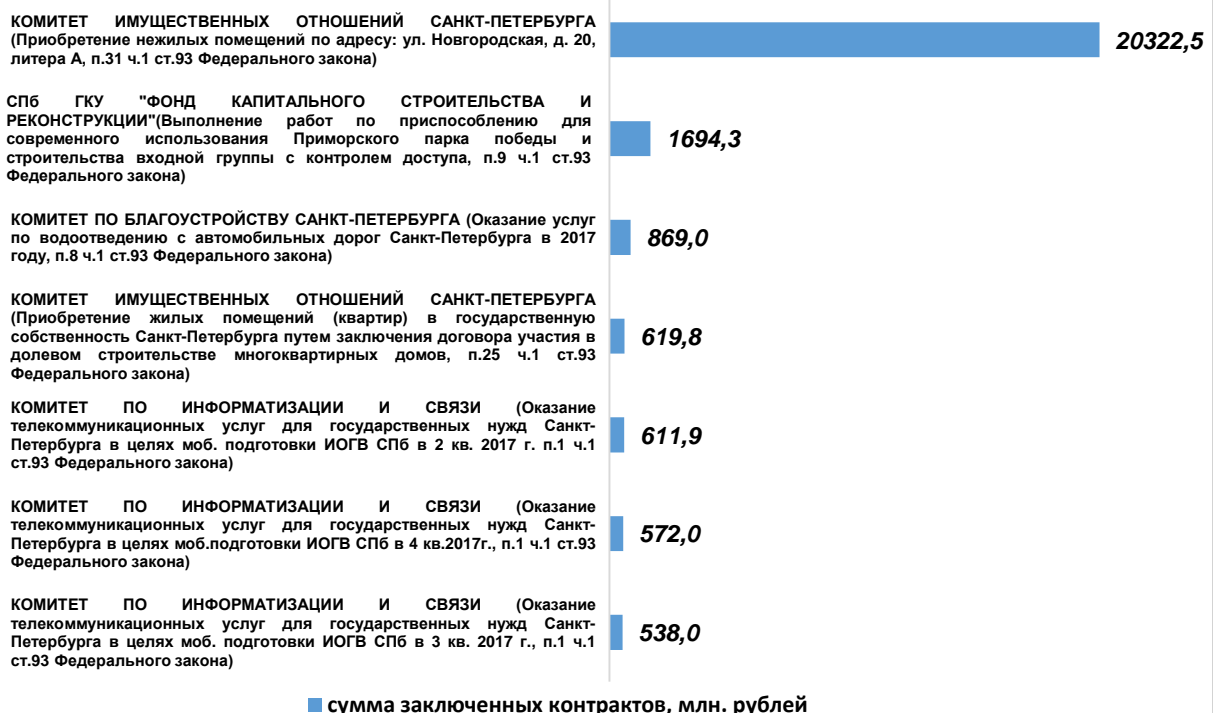 КОМИТЕТ ИМУЩЕСТВЕННЫХ ОТНОШЕНИЙ САНКТ-ПЕТЕРБУРГА
(Приобретение нежилых помещений по адресу: ул. Новгородская, д. 20,
литера А, п.31 ч.1 ст.93 Федерального закона)
20322,5
СПб ГКУ "ФОНД КАПИТАЛЬНОГО СТРОИТЕЛЬСТВА И
РЕКОНСТРУКЦИИ"(Выполнение работ по приспособлению для
современного использования Приморского парка победы и
строительства входной группы с контролем доступа, п.9 ч.1 ст.93
Федерального закона)
1694,3
КОМИТЕТ ПО БЛАГОУСТРОЙСТВУ САНКТ-ПЕТЕРБУРГА (Оказание услуг
по водоотведению с автомобильных дорог Санкт-Петербурга в 2017
году, п.8 ч.1 ст.93 Федерального закона)
869,0
КОМИТЕТ ИМУЩЕСТВЕННЫХ ОТНОШЕНИЙ САНКТ-ПЕТЕРБУРГА
(Приобретение жилых помещений (квартир) в государственную
собственность Санкт-Петербурга путем заключения договора участия в
долевом строительстве многоквартирных домов, п.25 ч.1 ст.93
Федерального закона)
619,8
КОМИТЕТ ПО ИНФОРМАТИЗАЦИИ И СВЯЗИ (Оказание
телекоммуникационных услуг для государственных нужд Санкт-
Петербурга в целях моб. подготовки ИОГВ СПб в 2 кв. 2017 г. п.1 ч.1
ст.93 Федерального закона)
611,9
КОМИТЕТ ПО ИНФОРМАТИЗАЦИИ И СВЯЗИ (Оказание
телекоммуникационных услуг для государственных нужд Санкт-
Петербурга в целях моб.подготовки ИОГВ СПб в 4 кв.2017г., п.1 ч.1 ст.93
Федерального закона)
572,0
КОМИТЕТ ПО ИНФОРМАТИЗАЦИИ И СВЯЗИ (Оказание
телекоммуникационных услуг для государственных нужд Санкт-
Петербурга в целях моб. подготовки ИОГВ СПб в 3 кв. 2017 г., п.1 ч.1
ст.93 Федерального закона)
538,0
сумма заключенных контрактов, млн. рублей